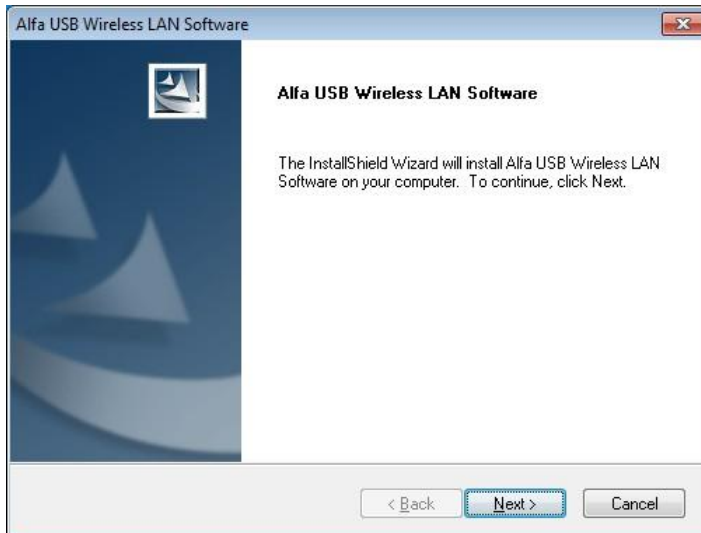 Alfa USB Wireless LAN Software
Alfa USB Wireless LAN Software
The InstallShield Wizard will install Alfa USB Wireless LAN
Software on your computer.  To continue, click Next.
< Back
Next >
Cancel